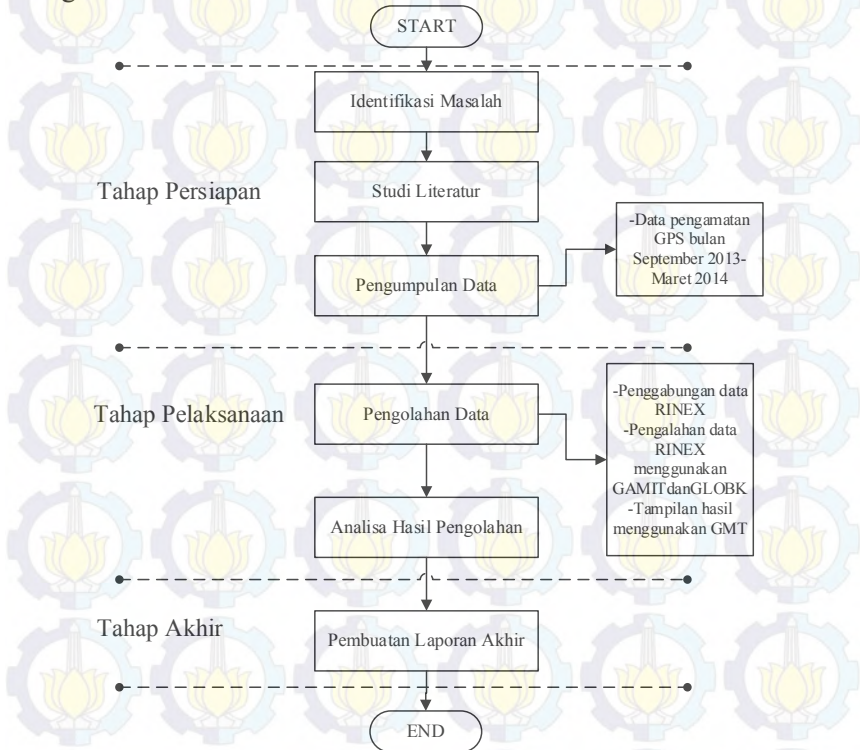 START
Identifikasi Masalah
Tahap Persiapan
Studi Literatur
Pengumpulan Data
-Data pengamatan
GPS bulan
September 2013-
Maret 2014
Tahap Pelaksanaan
Pengolahan Data
-Penggabungan data
RINEX
-Pengalahan data
RINEX
menggunakan
GAMITdanGLOBK
-Tampilan hasil
menggunakan GMT
Analisa Hasil Pengolahan
Tahap Akhir
Pembuatan Laporan Akhir
END